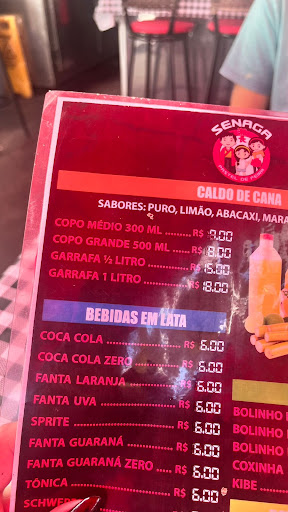 SENAGA
PASTEL DE FEIRA
CALDO DE CANA
SABORES: PURO, LIMÃO, ABACAXI, MARA
COPO MÉDIO 300 ML ........ R$ 7.00
COPO GRANDE 500 ML ....... R$ 8.00
GARRAFA ½ LITRO .......... R$ 15.00
GARRAFA 1 LITRO .......... R$ 18.00
BEBIDAS EM LATA
COCA COLA ................ R$ 6.00
COCA COLA ZERO ........... R$ 6.00
FANTA LARANJA ............ R$ 6.00
FANTA UVA ................ R$ 6.00
SPRITE ................... R$ 6.00
FANTA GUARANÁ ............ R$ 6.00
FANTA GUARANÁ ZERO ....... R$ 6.00
TÔNICA ................... R$ 6.00
BOLINHO
BOLINHO
COXINHA
KIBE